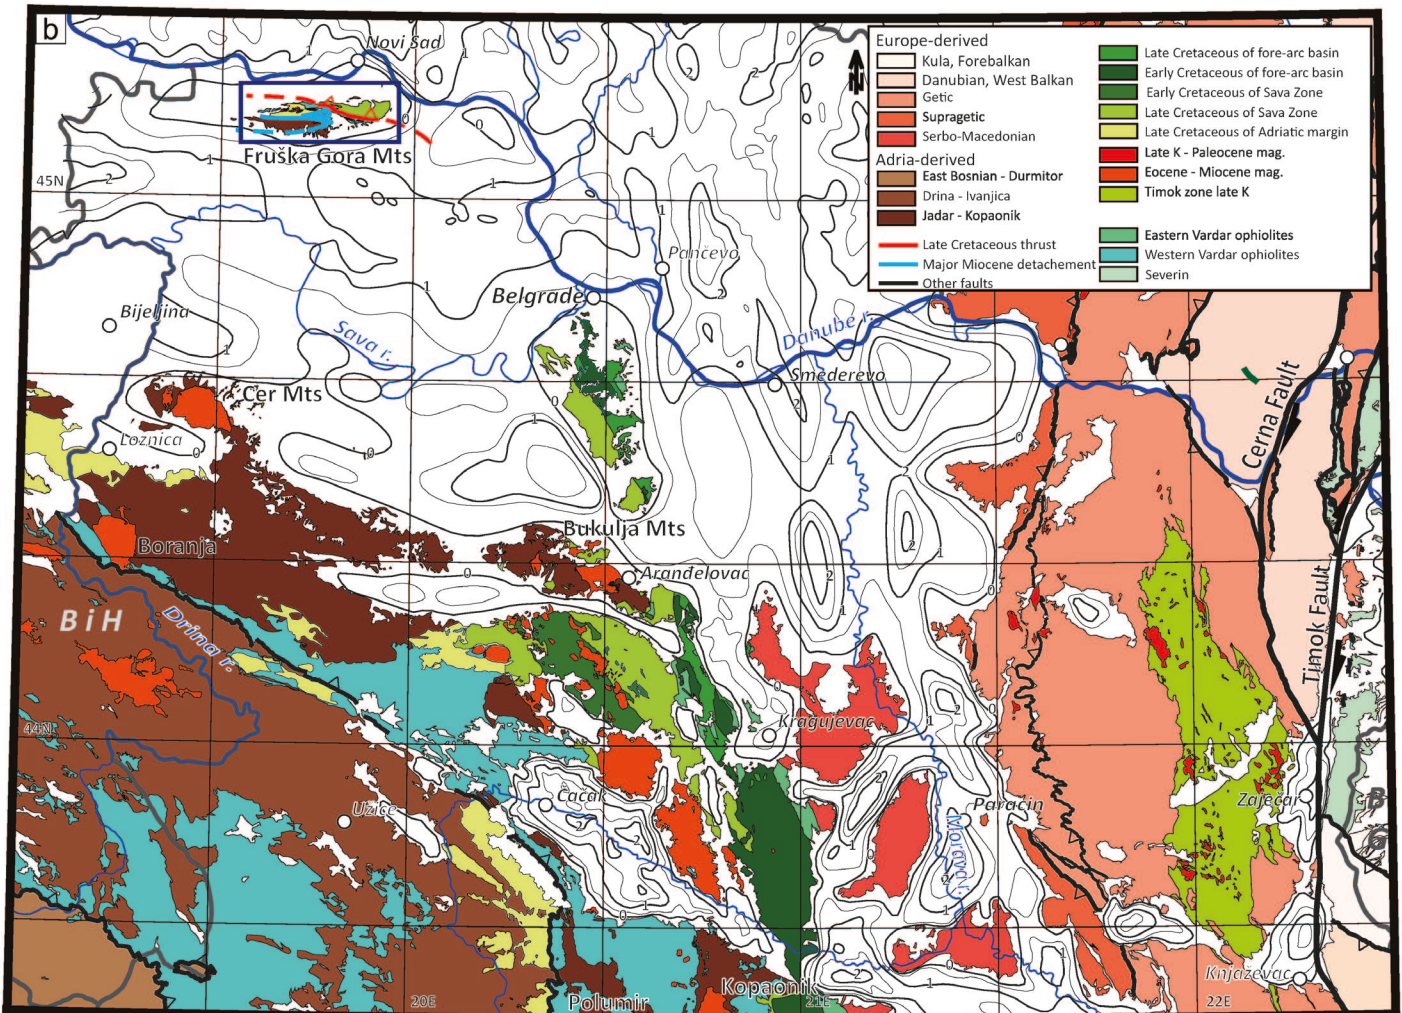 b
Novi Sad
Fruška Gora Mts
45N
Pančevo
Belgrade
Bijeljina
Sava r.
Danube r.
Smederevo
Cer Mts
Loznica
Cerna Fault
Bukulja Mts
Boranja
Aranđelovac
BiH
Drina r.
Timok Fault
Kragujevac
44N
Čačak
Užice
Paraćin
Zaječar
Morava r.
Knjaževac
Kopaonik
Polumir
20E
21E
22E
N
Europe-derived
Kula, Forebalkan
Danubian, West Balkan
Getic
Supragetic
Serbo-Macedonian
Adria-derived
East Bosnian - Durmitor
Drina - Ivanjica
Jadar - Kopaonik
Late Cretaceous thrust
Major Miocene detachement
Other faults
Late Cretaceous of fore-arc basin
Early Cretaceous of fore-arc basin
Early Cretaceous of Sava Zone
Late Cretaceous of Sava Zone
Late Cretaceous of Adriatic margin
Late K - Paleocene mag.
Eocene - Miocene mag.
Timok zone late K
Eastern Vardar ophiolites
Western Vardar ophiolites
Severin